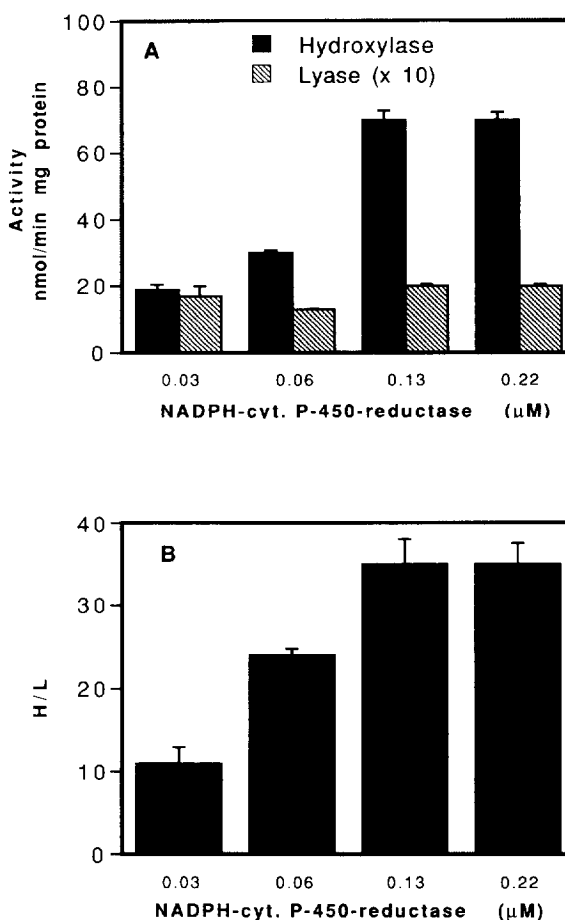 100
80
60
40
20
0
Activity
nmol/min mg protein
A
Hydroxylase
Lyase (x 10)
0.03 0.06 0.13 0.22
NADPH-cyt. P-450-reductase (µM)
40
30
20
10
0
H/L
B
0.03 0.06 0.13 0.22
NADPH-cyt. P-450-reductase (µM)